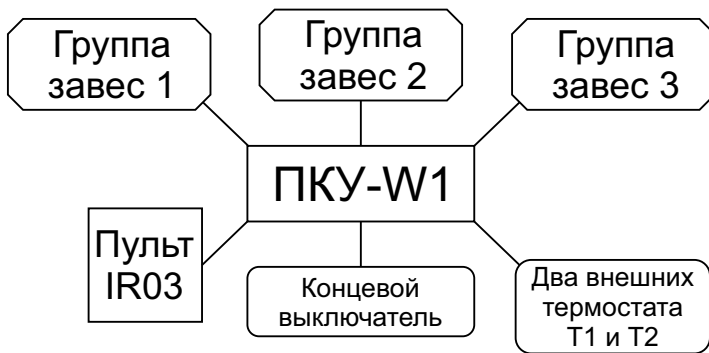 Группа
завес 1
Группа
завес 2
Группа
завес 3
ПКУ-W1
Пульт
IR03
Концевой
выключатель
Два внешних
термостата
Т1 и Т2